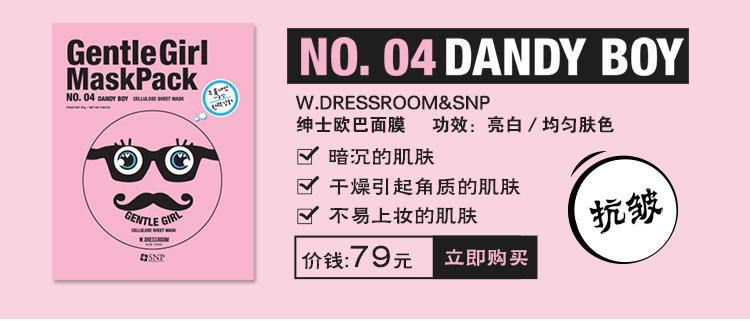 Gentle Girl
MaskPack
NO. 04 DANDY BOY CELLULOSE SHEET MASK
GENTLE GIRL
CELLULOSE SHEET MASK
W.DRESSROOM
NEW YORK
SNP
NO. 04 DANDY BOY
W.DRESSROOM&SNP
绅士欧巴面膜 功效：亮白/均匀肤色
暗沉的肌肤
干燥引起角质的肌肤
不易上妆的肌肤
抗皱
价钱:79元 立即购买